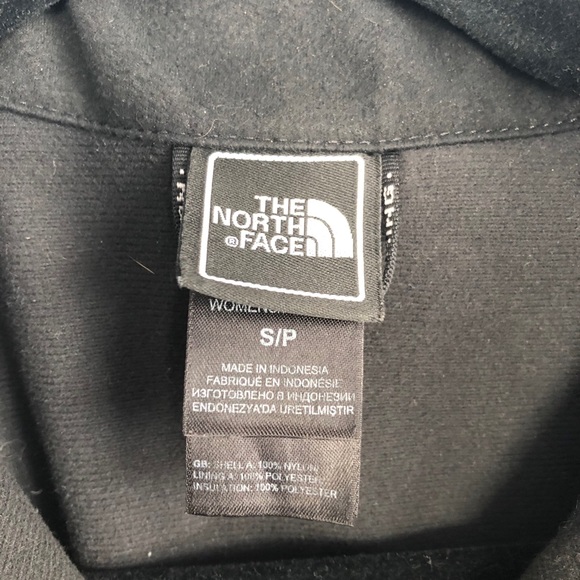 THE
NORTH
®FACE
WOMENS
S/P
MADE IN INDONESIA
FABRIQUÉ EN INDONÉSIE
ИЗГОТОВЛЕНО В ИНДОНЕЗИИ
ENDONEZYA'DA URETILMIŞTIR
GB: SHELL A: 100% NYLON
LINING A: 100% POLYESTER
INSULATION: 100% POLYESTER